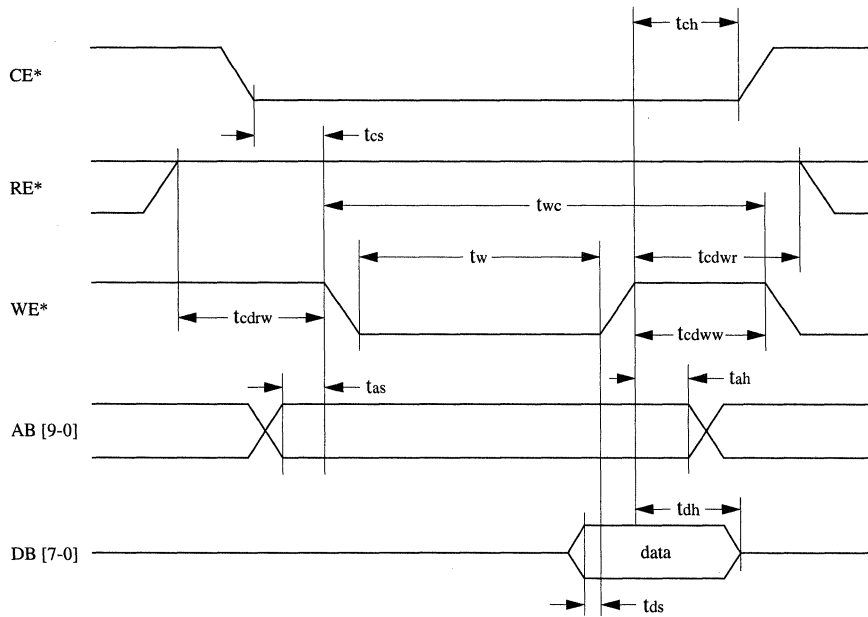 tch
CE*
tcs
RE*
twc
tw
tcdwr
WE*
tcdrw
tcdww
tas
tah
AB [9-0]
tdh
DB [7-0]
data
tds